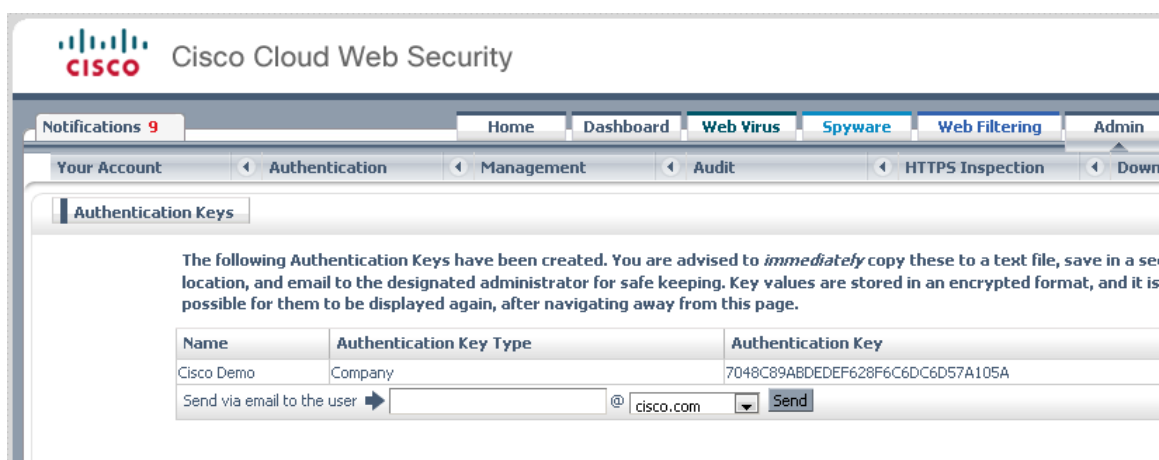 CISCO Cisco Cloud Web Security
Notifications 9 Home Dashboard Web Virus Spyware Web Filtering Admin
Your Account Authentication Management Audit HTTPS Inspection Down
Authentication Keys
The following Authentication Keys have been created. You are advised to immediately copy these to a text file, save in a se
location, and email to the designated administrator for safe keeping. Key values are stored in an encrypted format, and it is
possible for them to be displayed again, after navigating away from this page.
Name Authentication Key Type Authentication Key
Cisco Demo Company 7048C89ABDEDEF628F6C6DC6D57A105A
Send via email to the user @ cisco.com Send